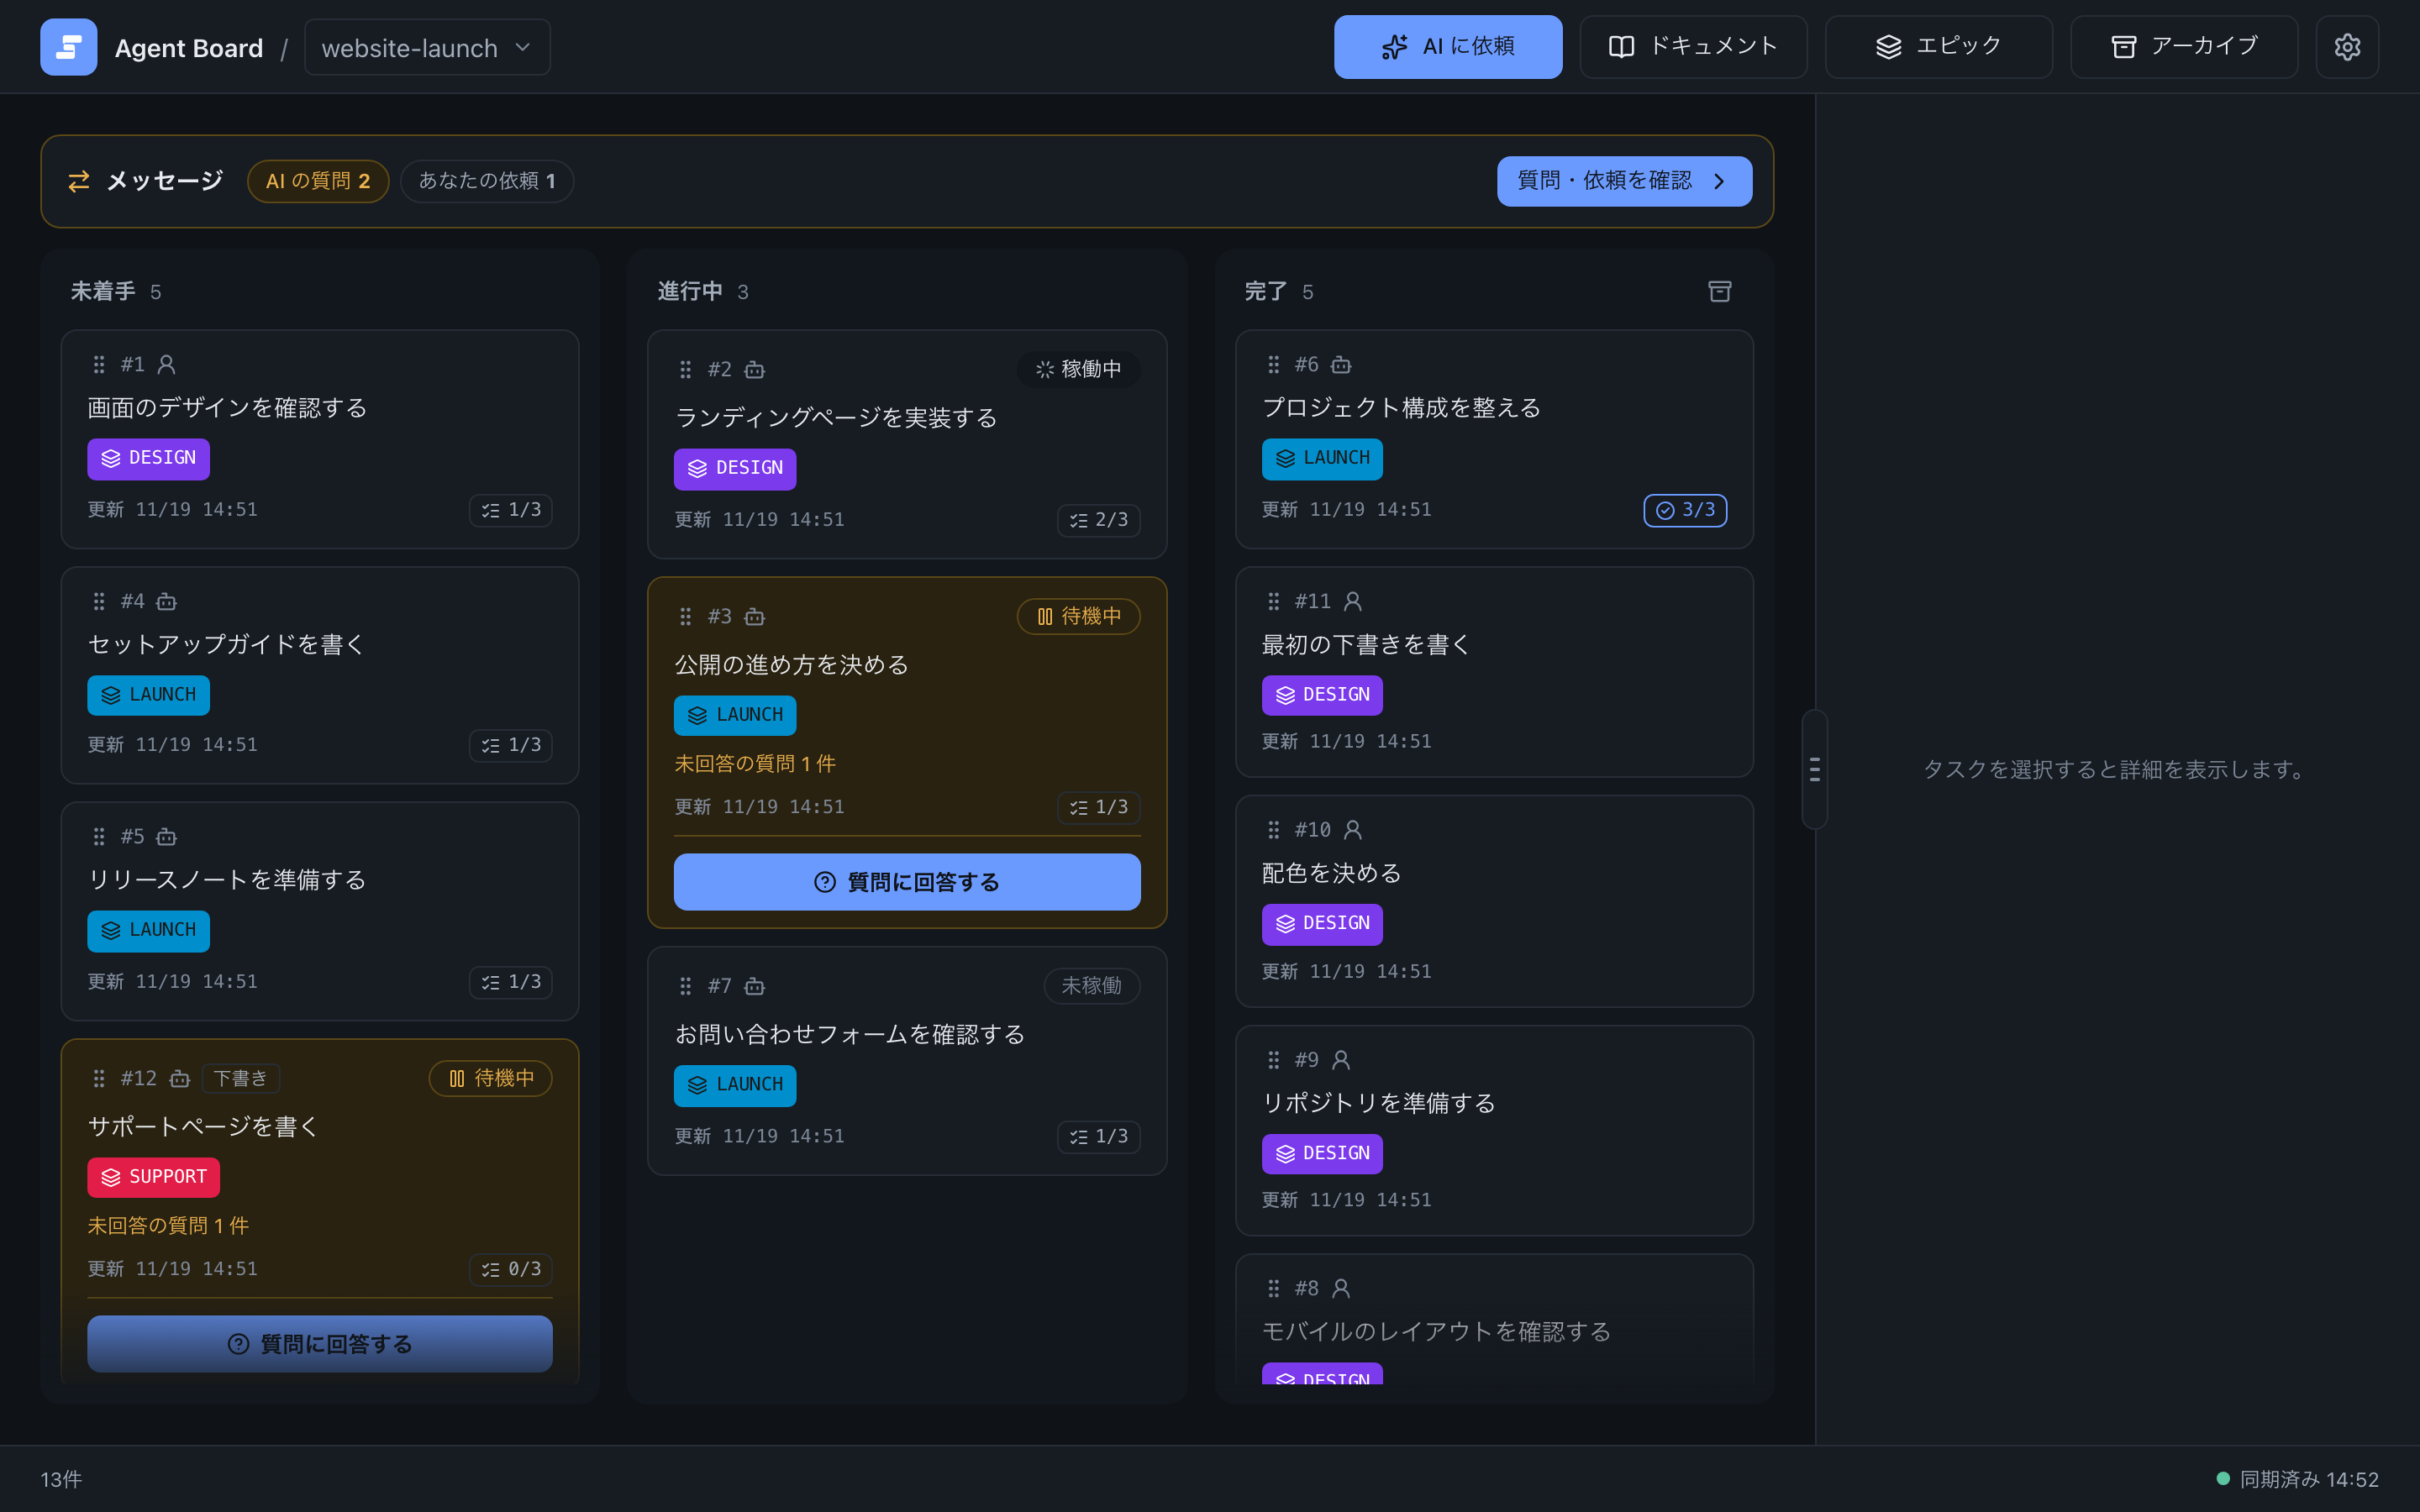 Agent Board / website-launch
AI に依頼
ドキュメント
エピック
アーカイブ
メッセージ
AI の質問 2
あなたの依頼 1
質問・依頼を確認
未着手 5
#1
画面のデザインを確認する
DESIGN
更新 11/19 14:51
1/3
#4
セットアップガイドを書く
LAUNCH
更新 11/19 14:51
1/3
#5
リリースノートを準備する
LAUNCH
更新 11/19 14:51
1/3
#12 下書き
待機中
サポートページを書く
SUPPORT
未回答の質問 1 件
更新 11/19 14:51
0/3
質問に回答する
進行中 3
#2
稼働中
ランディングページを実装する
DESIGN
更新 11/19 14:51
2/3
#3
待機中
公開の進め方を決める
LAUNCH
未回答の質問 1 件
更新 11/19 14:51
1/3
質問に回答する
#7
未稼働
お問い合わせフォームを確認する
LAUNCH
更新 11/19 14:51
1/3
完了 5
#6
プロジェクト構成を整える
LAUNCH
更新 11/19 14:51
3/3
#11
最初の下書きを書く
DESIGN
更新 11/19 14:51
#10
配色を決める
DESIGN
更新 11/19 14:51
#9
リポジトリを準備する
DESIGN
更新 11/19 14:51
#8
モバイルのレイアウトを確認する
DESIGN
タスクを選択すると詳細を表示します。
13件
同期済み 14:52